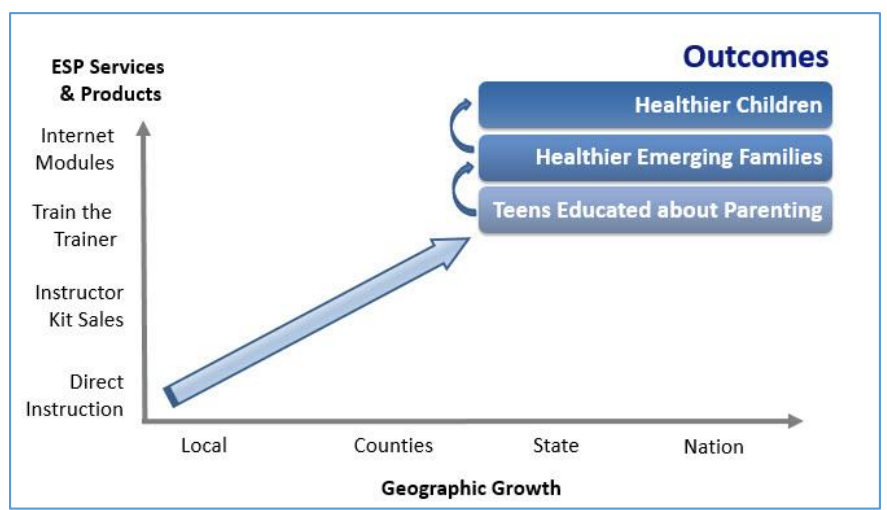 Outcomes
ESP Services
& Products
Healthier Children
Internet
Modules
Healthier Emerging Families
Train the
Trainer
Teens Educated about Parenting
Instructor
Kit Sales
Direct
Instruction
Local
Counties
State
Nation
Geographic Growth